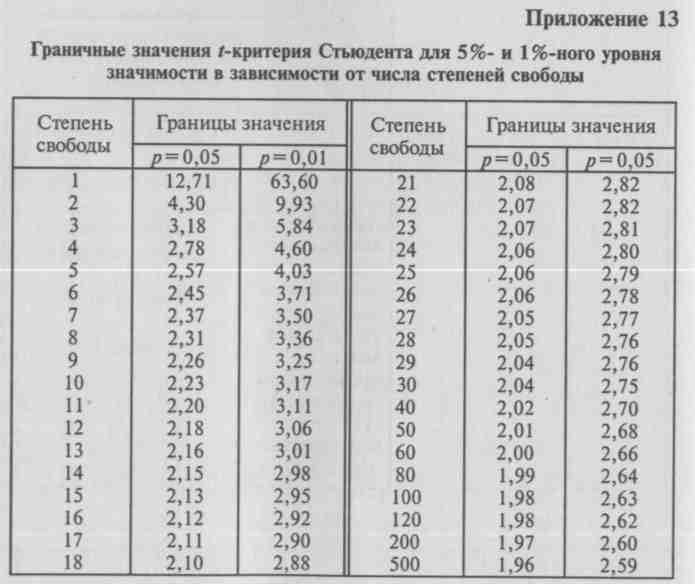 Приложение 13
Граничные значения t-критерия Стьюдента для 5%- и 1%-ного уровня
значимости в зависимости от числа степеней свободы
Степень свободы | Границы значения | Степень свободы | Границы значения
p=0,05 | p=0,01 | p=0,05 | p=0,05
1 | 12,71 | 63,60 | 21 | 2,08 | 2,82
2 | 4,30 | 9,93 | 22 | 2,07 | 2,82
3 | 3,18 | 5,84 | 23 | 2,07 | 2,81
4 | 2,78 | 4,60 | 24 | 2,06 | 2,80
5 | 2,57 | 4,03 | 25 | 2,06 | 2,79
6 | 2,45 | 3,71 | 26 | 2,06 | 2,78
7 | 2,37 | 3,50 | 27 | 2,05 | 2,77
8 | 2,31 | 3,36 | 28 | 2,05 | 2,76
9 | 2,26 | 3,25 | 29 | 2,04 | 2,76
10 | 2,23 | 3,17 | 30 | 2,04 | 2,75
11 | 2,20 | 3,11 | 40 | 2,02 | 2,70
12 | 2,18 | 3,06 | 50 | 2,01 | 2,68
13 | 2,16 | 3,01 | 60 | 2,00 | 2,66
14 | 2,15 | 2,98 | 80 | 1,99 | 2,64
15 | 2,13 | 2,95 | 100 | 1,98 | 2,63
16 | 2,12 | 2,92 | 120 | 1,98 | 2,62
17 | 2,11 | 2,90 | 200 | 1,97 | 2,60
18 | 2,10 | 2,88 | 500 | 1,96 | 2,59